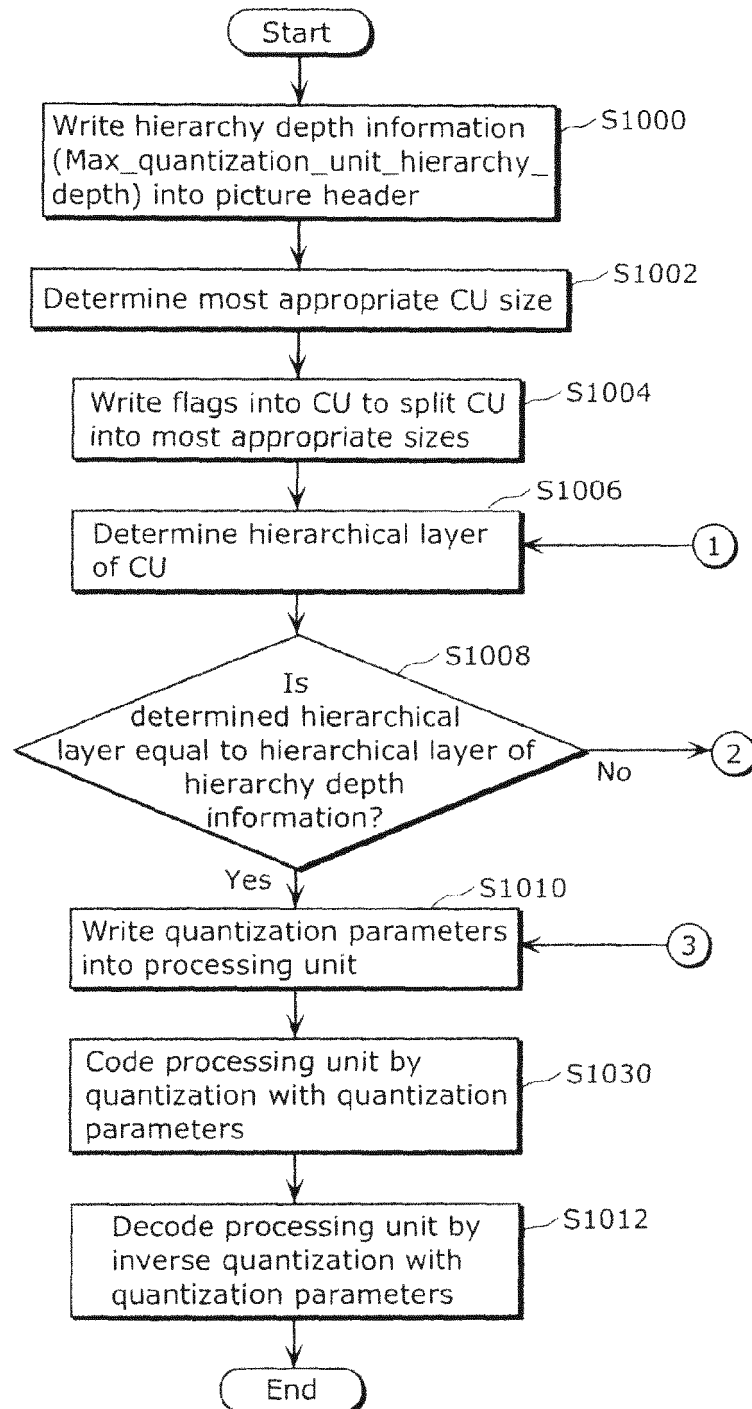 Start
Write hierarchy depth information
(Max_quantization_unit_hierarchy_
depth) into picture header
S1000
Determine most appropriate CU size
S1002
Write flags into CU to split CU
into most appropriate sizes
S1004
Determine hierarchical layer
of CU
S1006
1
Is
determined hierarchical
layer equal to hierarchical layer of
hierarchy depth
information?
S1008
No
2
Yes
Write quantization parameters
into processing unit
S1010
3
Code processing unit by
quantization with quantization
parameters
S1030
Decode processing unit by
inverse quantization with
quantization parameters
S1012
End